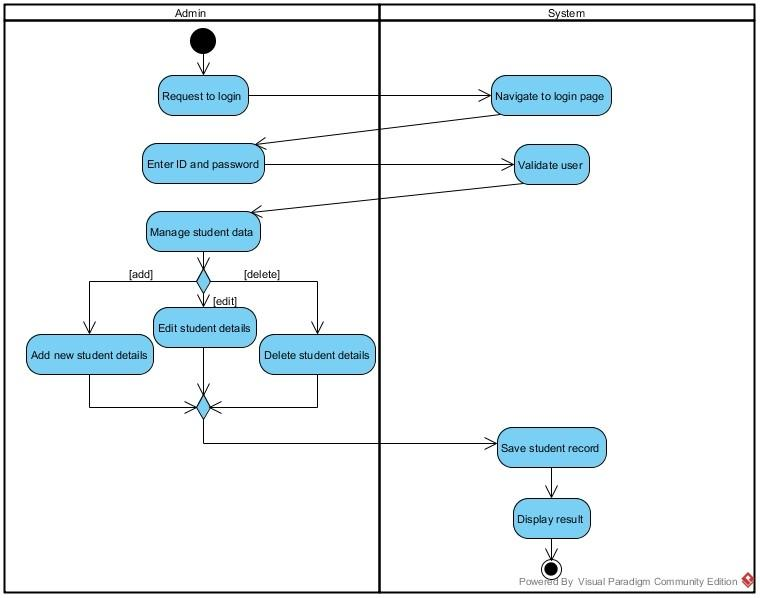 Admin
System
Request to login
Navigate to login page
Enter ID and password
Validate user
Manage student data
[add]
[delete]
[edit]
Edit student details
Add new student details
Delete student details
Save student record
Display result
Powered By Visual Paradigm Community Edition